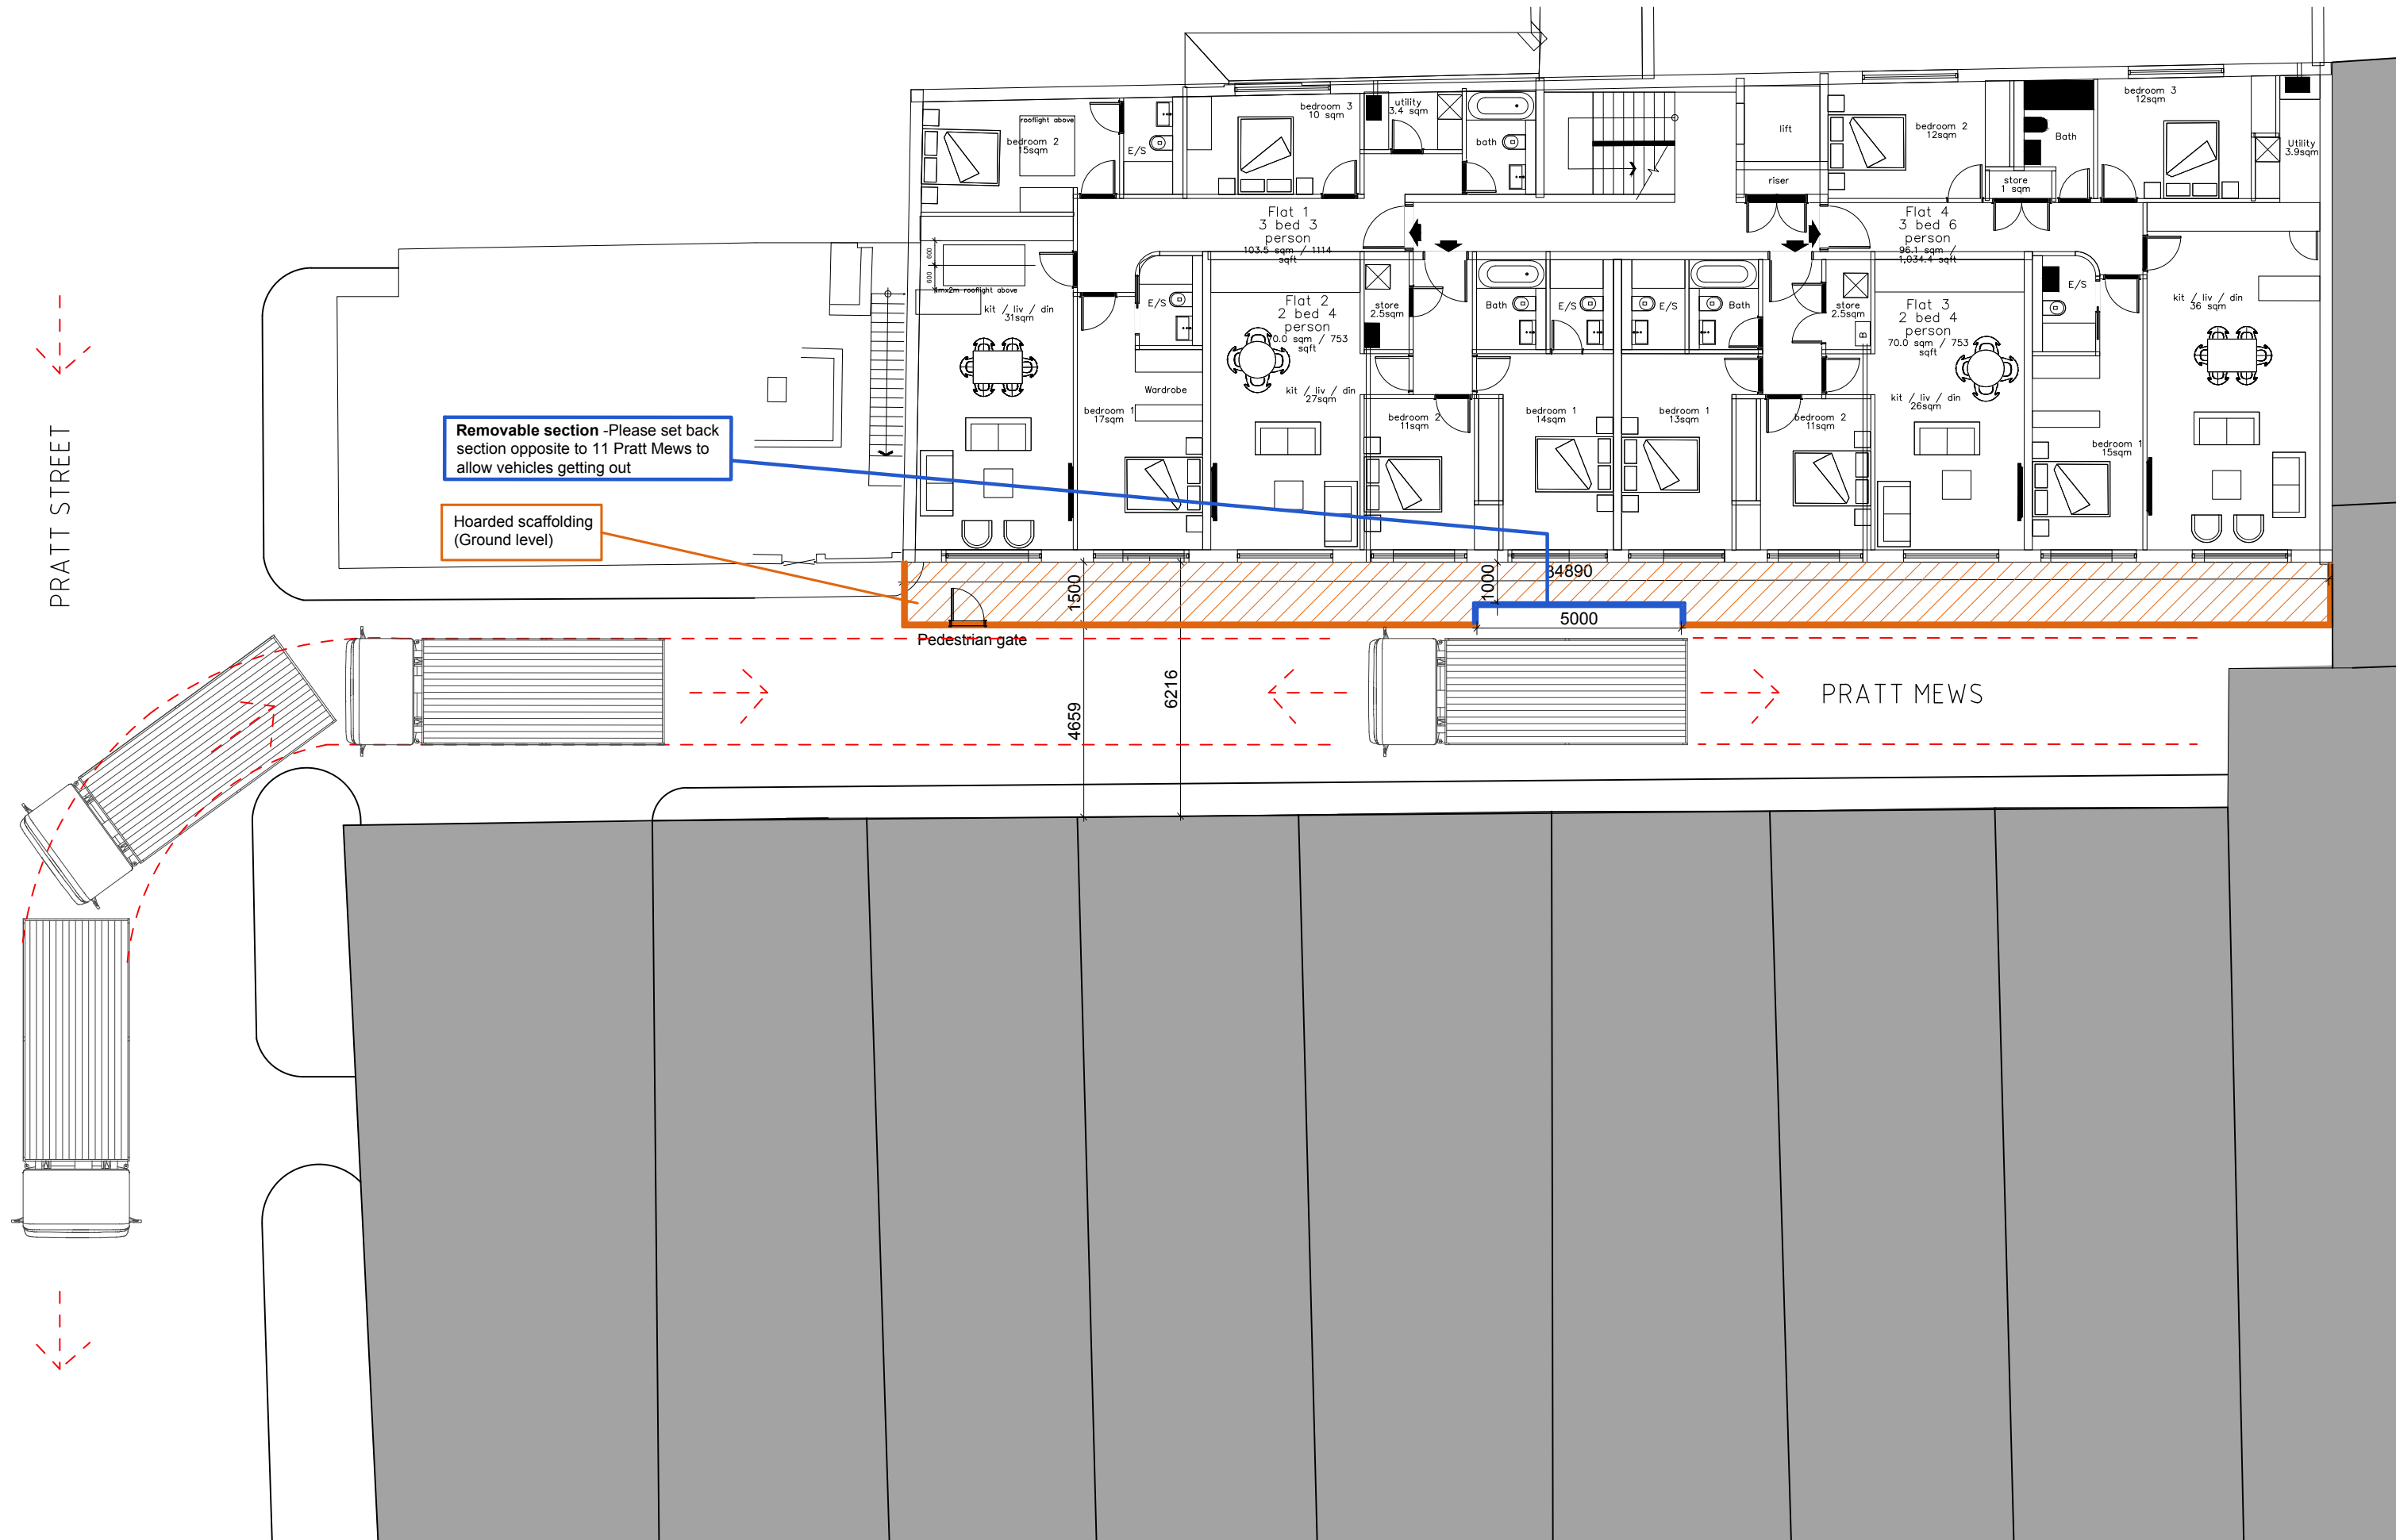 PRATT STREET
Removable section -Please set back
section opposite to 11 Pratt Mews to
allow vehicles getting out
Hoarded scaffolding
(Ground level)
rooflight above
bedroom 2
15sqm
E/S
bedroom 3
10 sqm
utility
3.4 sqm
bath
lift
riser
bedroom 2
12sqm
Bath
store
1 sqm
bedroom 3
12sqm
Utility
3.9sqm
Flat 1
3 bed 3
person
103.5 sqm / 1114
sqft
Flat 4
3 bed 6
person
96.1 sqm /
1,034.4 sqft
600
600
1mx2m rooflight above
kit / liv / din
31sqm
E/S
Wardrobe
bedroom 1
17sqm
Flat 2
2 bed 4
person
70.0 sqm / 753
sqft
kit / liv / din
27sqm
store
2.5sqm
Bath
E/S
E/S
Bath
store
2.5sqm
B
bedroom 2
11sqm
bedroom 1
14sqm
bedroom 1
13sqm
bedroom 2
11sqm
Flat 3
2 bed 4
person
70.0 sqm / 753
sqft
kit / liv / din
26sqm
E/S
bedroom 1
15sqm
kit / liv / din
36 sqm
1500
1000
34890
5000
Pedestrian gate
4659
6216
PRATT MEWS